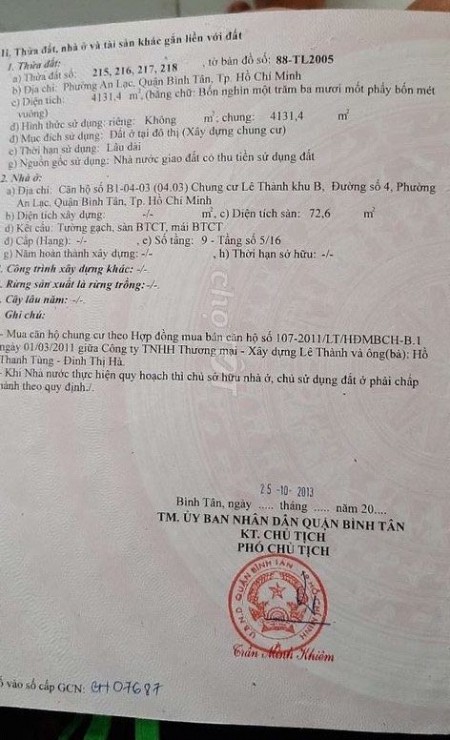 II. Thửa đất, nhà ở và tài sản khác gắn liền với đất
1. Thửa đất:
a) Thửa đất số: 215, 216, 217, 218 , tờ bản đồ số: 88-TL2005
b) Địa chỉ: Phường An Lạc, Quận Bình Tân, Tp. Hồ Chí Minh
c) Diện tích: 4131,4 m², (bằng chữ: Bốn nghìn một trăm ba mươi mốt phẩy bốn mét
vuông)
d) Hình thức sử dụng: riêng: Không m², chung: 4131,4 m²
đ) Mục đích sử dụng: Đất ở tại đô thị (Xây dựng chung cư)
e) Thời hạn sử dụng: Lâu dài
g) Nguồn gốc sử dụng: Nhà nước giao đất có thu tiền sử dụng đất
2. Nhà ở:
a) Địa chỉ: Căn hộ số B1-04-03 (04.03) Chung cư Lê Thành khu B, Đường số 4, Phường
An Lạc, Quận Bình Tân, Tp. Hồ Chí Minh
b) Diện tích xây dựng: -/- m², c) Diện tích sàn: 72,6 m²
d) Kết cấu: Tường gạch, sàn BTCT, mái BTCT
đ) Cấp (Hạng): -/- , e) Số tầng: 9 - Tầng số 5/16
g) Năm hoàn thành xây dựng: -/- , h) Thời hạn sở hữu: -/-
. Công trình xây dựng khác: -/-
. Rừng sản xuất là rừng trồng: -/-
. Cây lâu năm: -/-
Ghi chú:
- Mua căn hộ chung cư theo Hợp đồng mua bán căn hộ số 107-2011/LT/HĐMBCH-B.1
ngày 01/03/2011 giữa Công ty TNHH Thương mại - Xây dựng Lê Thành và ông(bà): Hồ
Thanh Tùng - Đinh Thị Hà.
- Khi Nhà nước thực hiện quy hoạch thì chủ sở hữu nhà ở, chủ sử dụng đất ở phải chấp
hành theo quy định./.
chợ tốt
25 -10- 2013
Bình Tân, ngày ..... tháng ..... năm 20....
TM. ỦY BAN NHÂN DÂN QUẬN BÌNH TÂN
KT. CHỦ TỊCH
PHÓ CHỦ TỊCH
U.B.N.D QUẬN BÌNH TÂN TP HỒ CHÍ MINH
Trần Minh Khiêm
ố vào sổ cấp GCN: CH07687